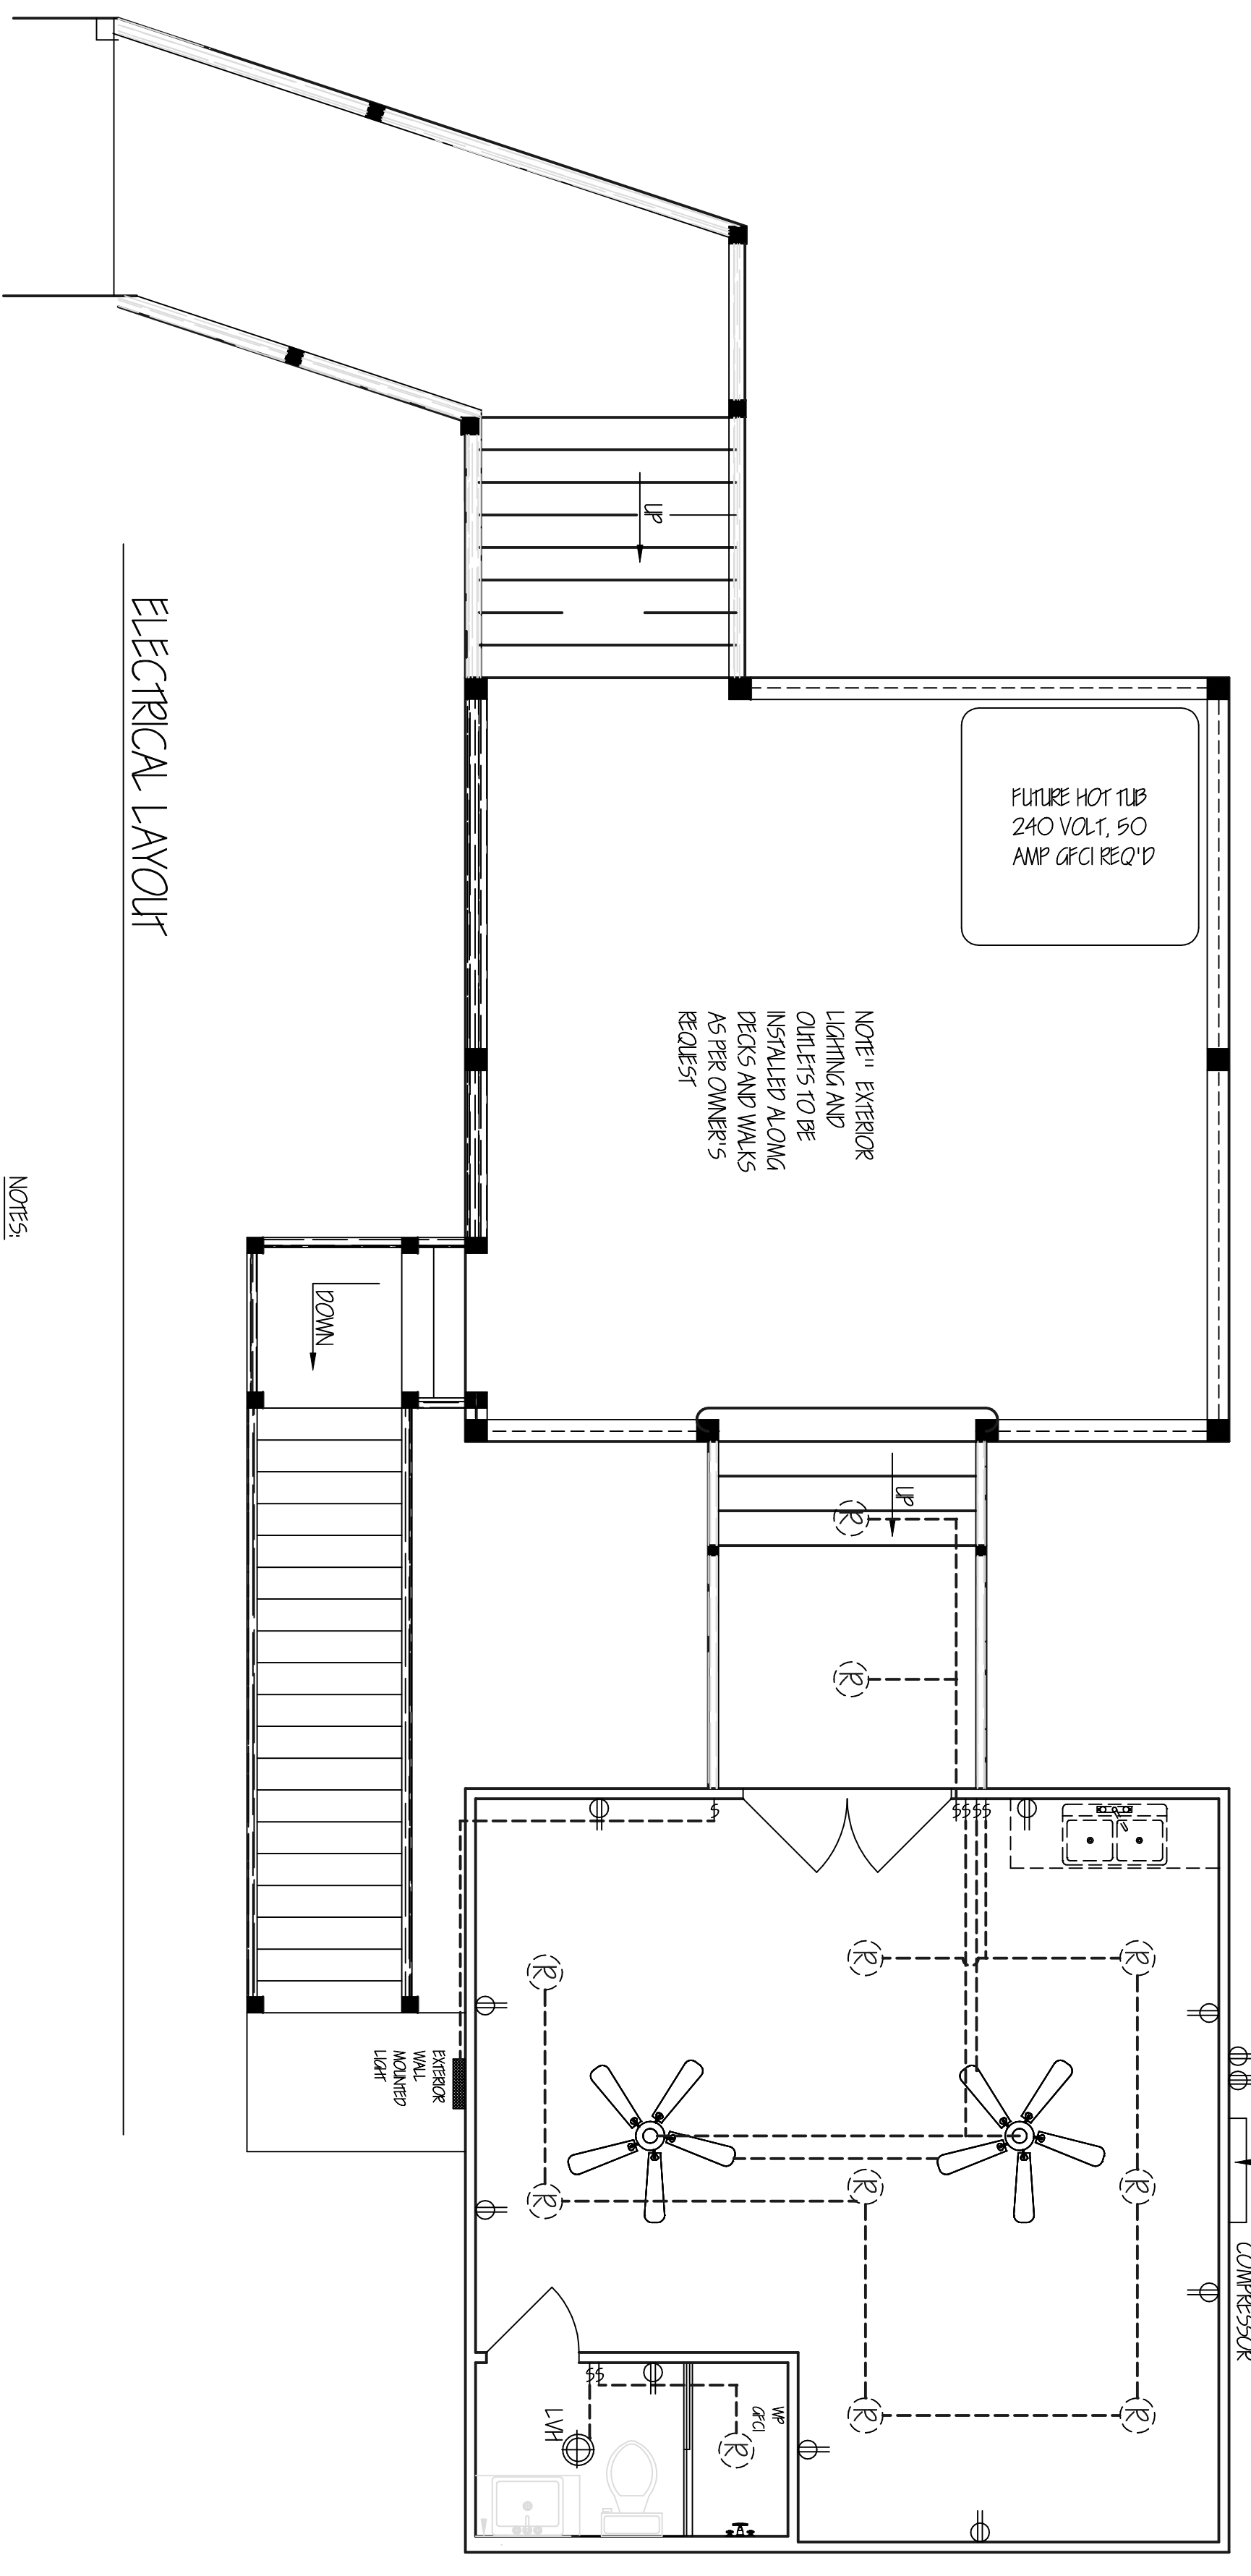 FUTURE HOT TUB
240 VOLT, 50
AMP GFCI REQ'D
NOTE" EXTERIOR
LIGHTING AND
OUTLETS TO BE
INSTALLED ALONG
DECKS AND WALKS
AS PER OWNER'S
REQUEST
UP
UP
DOWN
R
R
$
$$$$
R
R
R
R
R
R
R
R
COMPRESSOR
EXTERIOR
WALL
MOUNTED
LIGHT
$$
WP
GFCI
R
LVH
ELECTRICAL LAYOUT
NOTES: